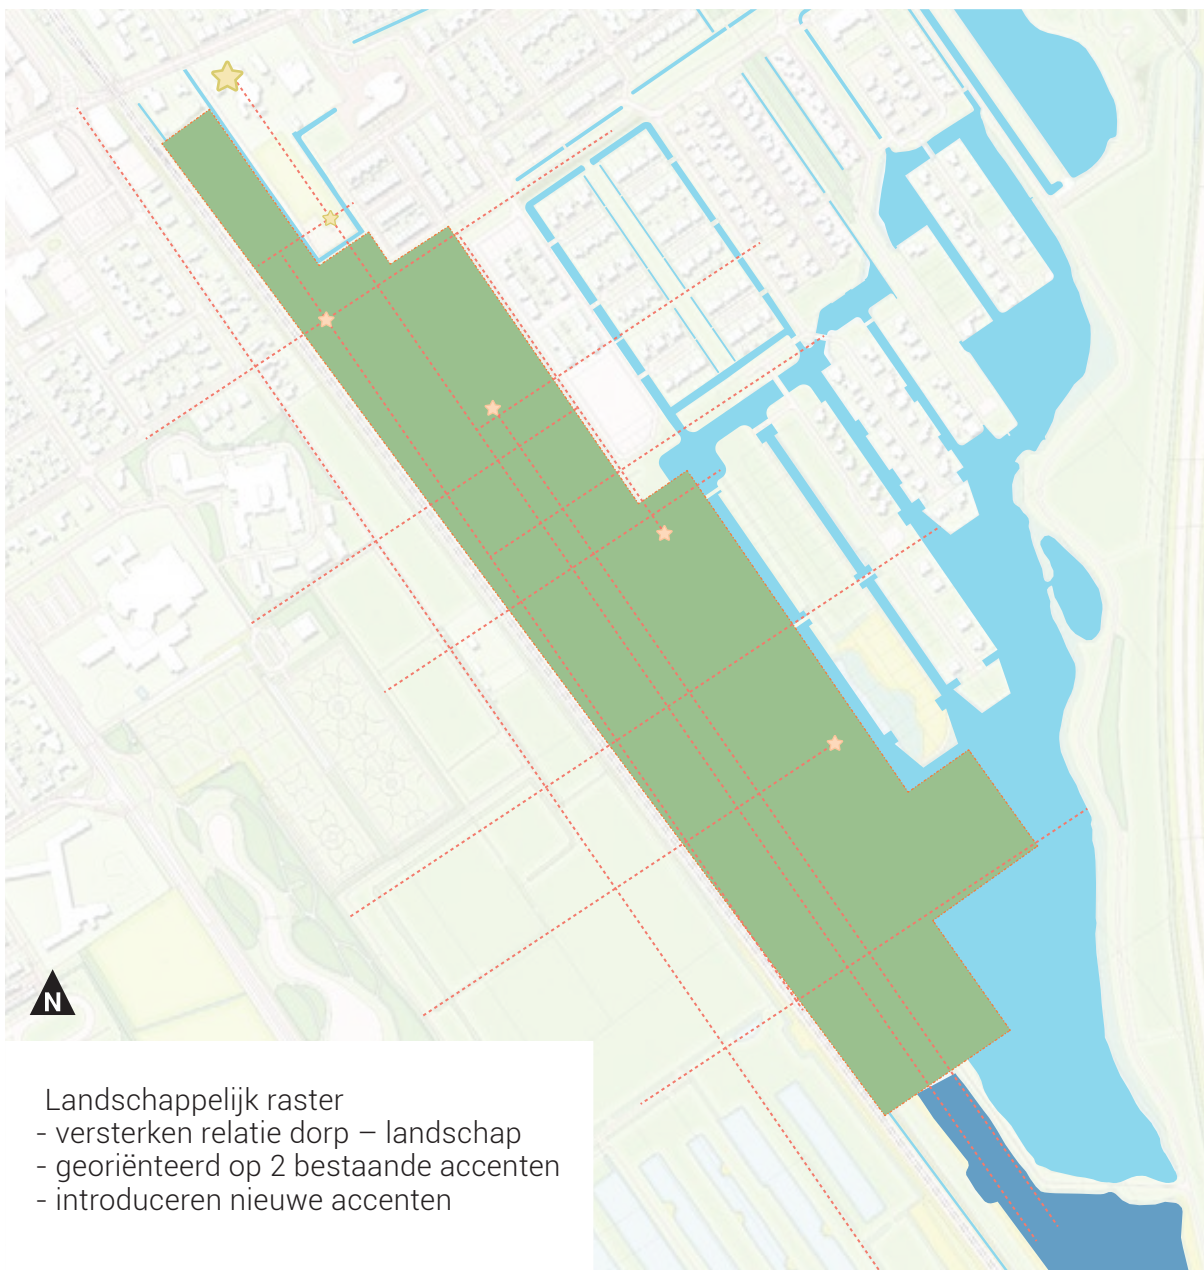 N
Landschappelijk raster
- versterken relatie dorp – landschap
- georiënteerd op 2 bestaande accenten
- introduceren nieuwe accenten